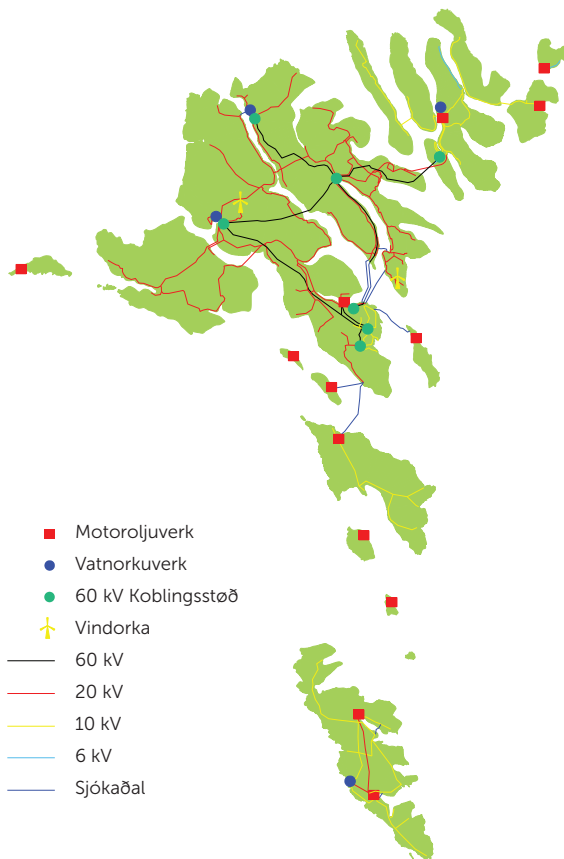 Motoroljuverk
Vatnorkuverk
60 kV Koblingsstøð
Vindorka
60 kV
20 kV
10 kV
6 kV
Sjókaðal